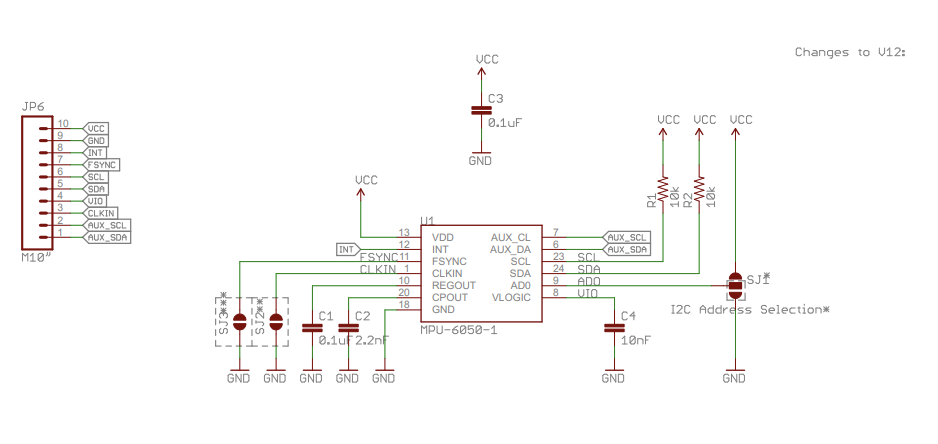 Changes to V12:
VCC
C3
0.1uF
GND
JP6
10 VCC
9 GND
8 INT
7 FSYNC
6 SCL
5 SDA
4 VIO
3 CLKIN
2 AUX_SCL
1 AUX_SDA
M10"
VCC VCC VCC
R1 10k R2 10k
VCC
U1
13 VDD AUX_CL 7 AUX_SCL
INT 12 INT AUX_DA 6 AUX_SDA
FSYNC 11 FSYNC SCL 23 SCL
CLKIN 1 CLKIN SDA 24 SDA
10 REGOUT AD0 9 AD0
20 CPOUT VLOGIC 8 VIO
18 GND
MPU-6050-1
SJ1*
I2C Address Selection*
SJ2*
C1
0.1uF
C2
2.2nF
C4
10nF
GND GND GND GND GND GND GND